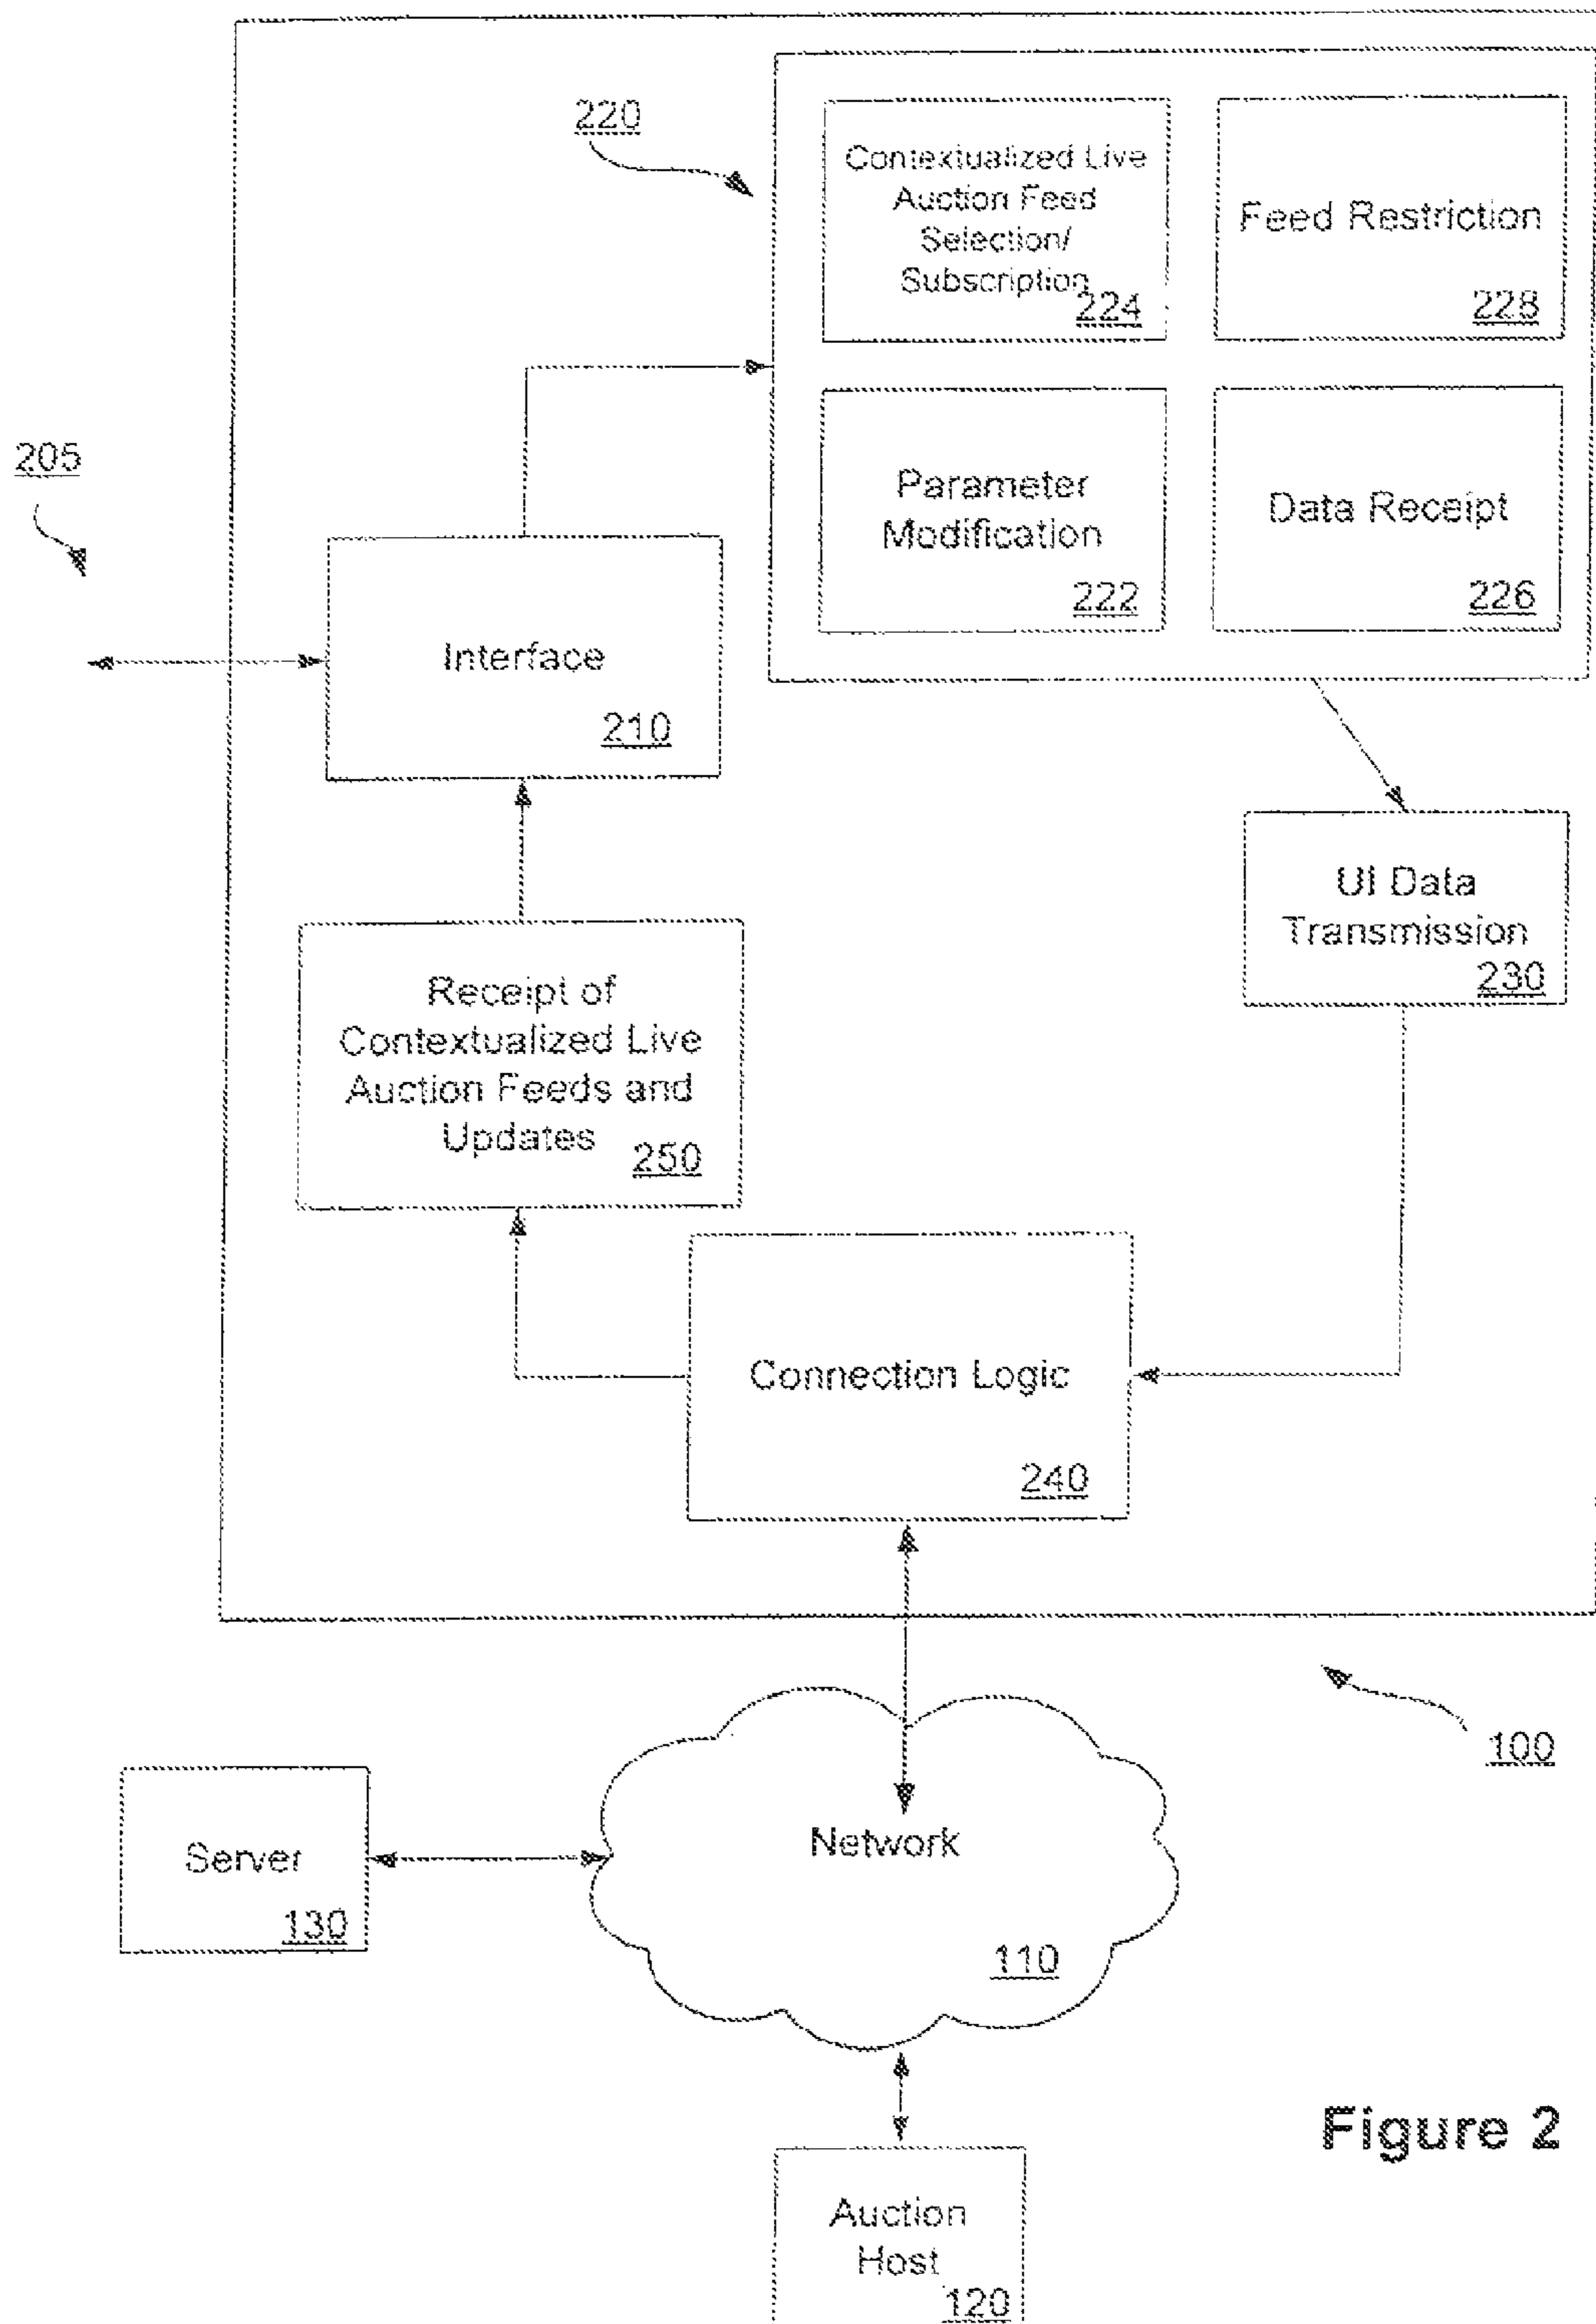 220
Contextualized Live
Auction Feed
Selection/
Subscription
224
Feed Restriction
228
205
Parameter
Modification
222
Data Receipt
226
Interface
210
UI Data
Transmission
230
Receipt of
Contextualized Live
Auction Feeds and
Updates
250
Connection Logic
240
100
Network
110
Server
130
Figure 2
Auction
Host
120